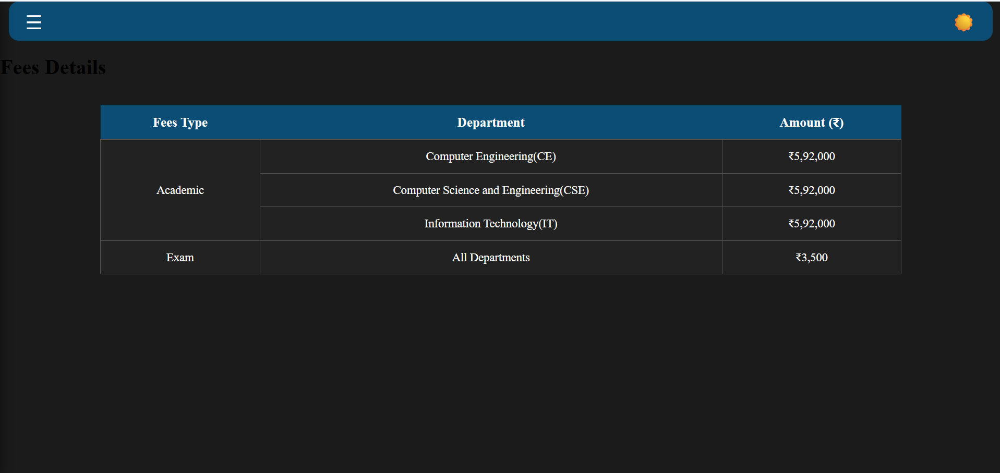 Fees Details
Fees Type Department Amount (₹)
Academic
Computer Engineering(CE) ₹5,92,000
Computer Science and Engineering(CSE) ₹5,92,000
Information Technology(IT) ₹5,92,000
Exam All Departments ₹3,500